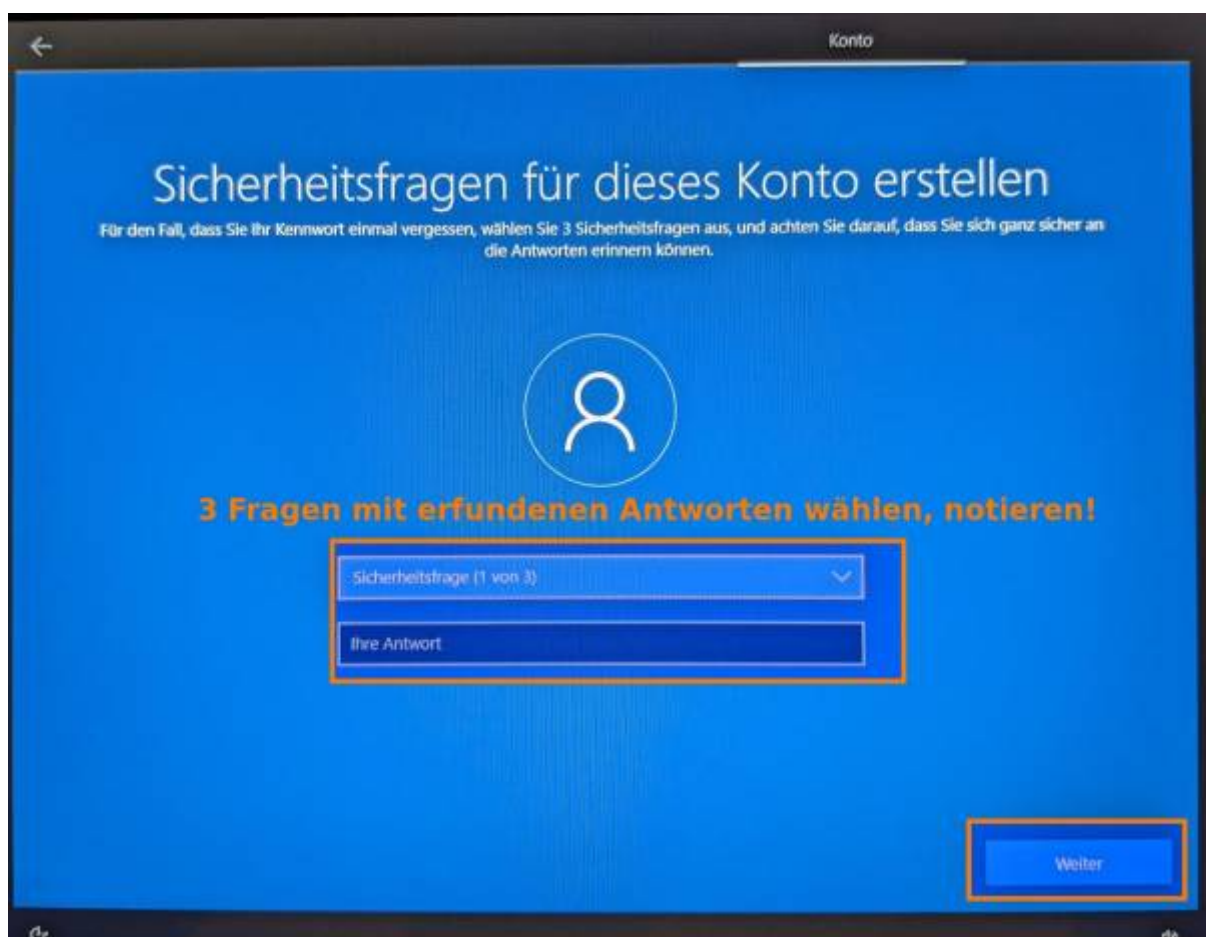 Konto
Sicherheitsfragen für dieses Konto erstellen
Für den Fall, dass Sie Ihr Kennwort einmal vergessen, wählen Sie 3 Sicherheitsfragen aus, und achten Sie darauf, dass Sie sich ganz sicher an
die Antworten erinnern können.
3 Fragen mit erfundenen Antworten wählen, notieren!
Sicherheitsfrage (1 von 3)
Ihre Antwort
Weiter